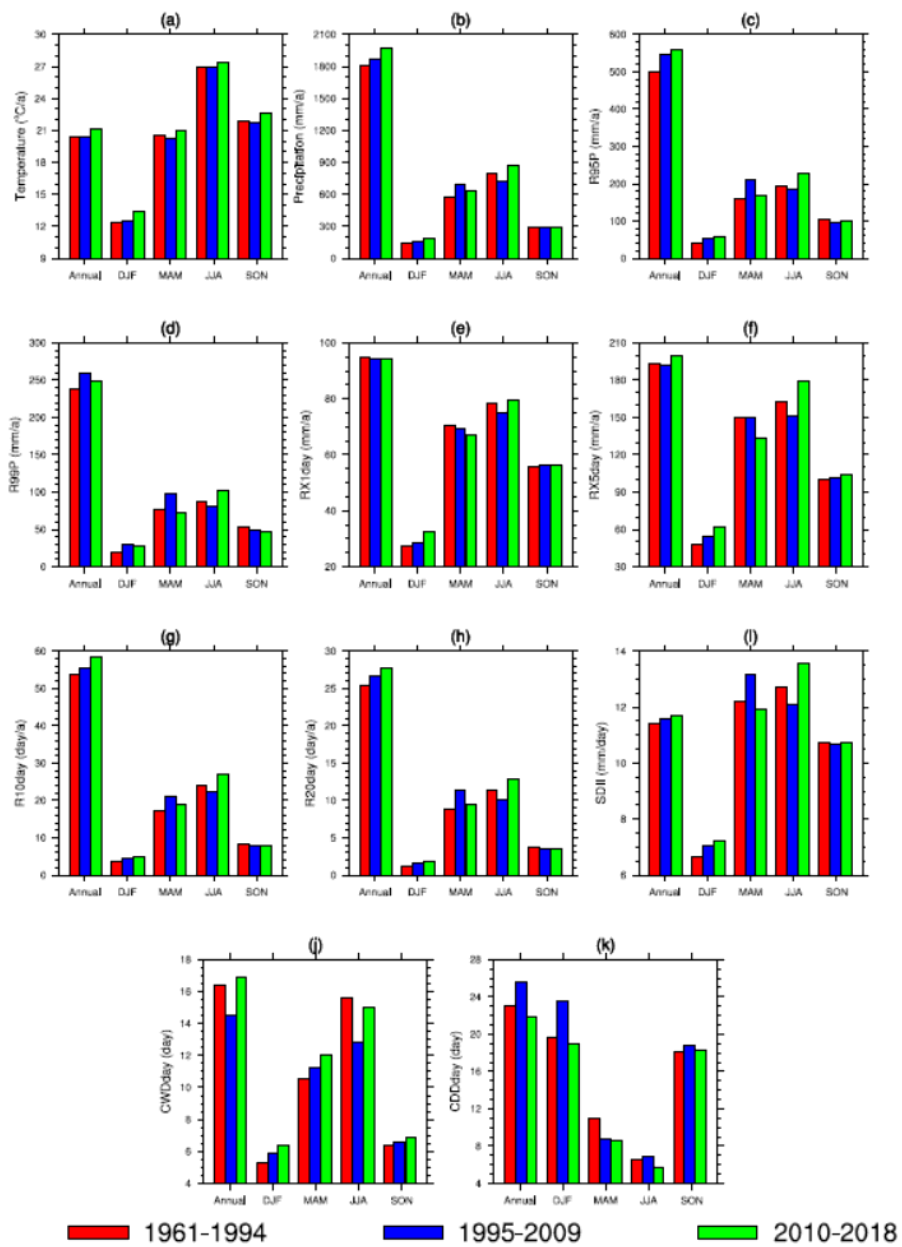 (a) (b) (c)
Temperature (°C/a)
30
27
24
21
18
15
12
9
Annual DJF MAM JJA SON
Precipitation (mm/a)
2100
1800
1500
1200
900
600
300
0
Annual DJF MAM JJA SON
R95P (mm/a)
600
500
400
300
200
100
0
Annual DJF MAM JJA SON
(d) (e) (f)
R99P (mm/a)
300
250
200
150
100
50
0
Annual DJF MAM JJA SON
RX1day (mm/a)
100
80
60
40
20
Annual DJF MAM JJA SON
RX5day (mm/a)
210
180
150
120
90
60
30
Annual DJF MAM JJA SON
(g) (h) (i)
R10day (day/a)
60
50
40
30
20
10
0
Annual DJF MAM JJA SON
R20day (day/a)
30
25
20
15
10
5
0
Annual DJF MAM JJA SON
SDII (mm/day)
14
12
10
8
6
Annual DJF MAM JJA SON
(j) (k)
CWDday (day)
18
16
14
12
10
8
6
4
Annual DJF MAM JJA SON
CDDday (day)
28
24
20
16
12
8
4
Annual DJF MAM JJA SON
1961-1994 1995-2009 2010-2018